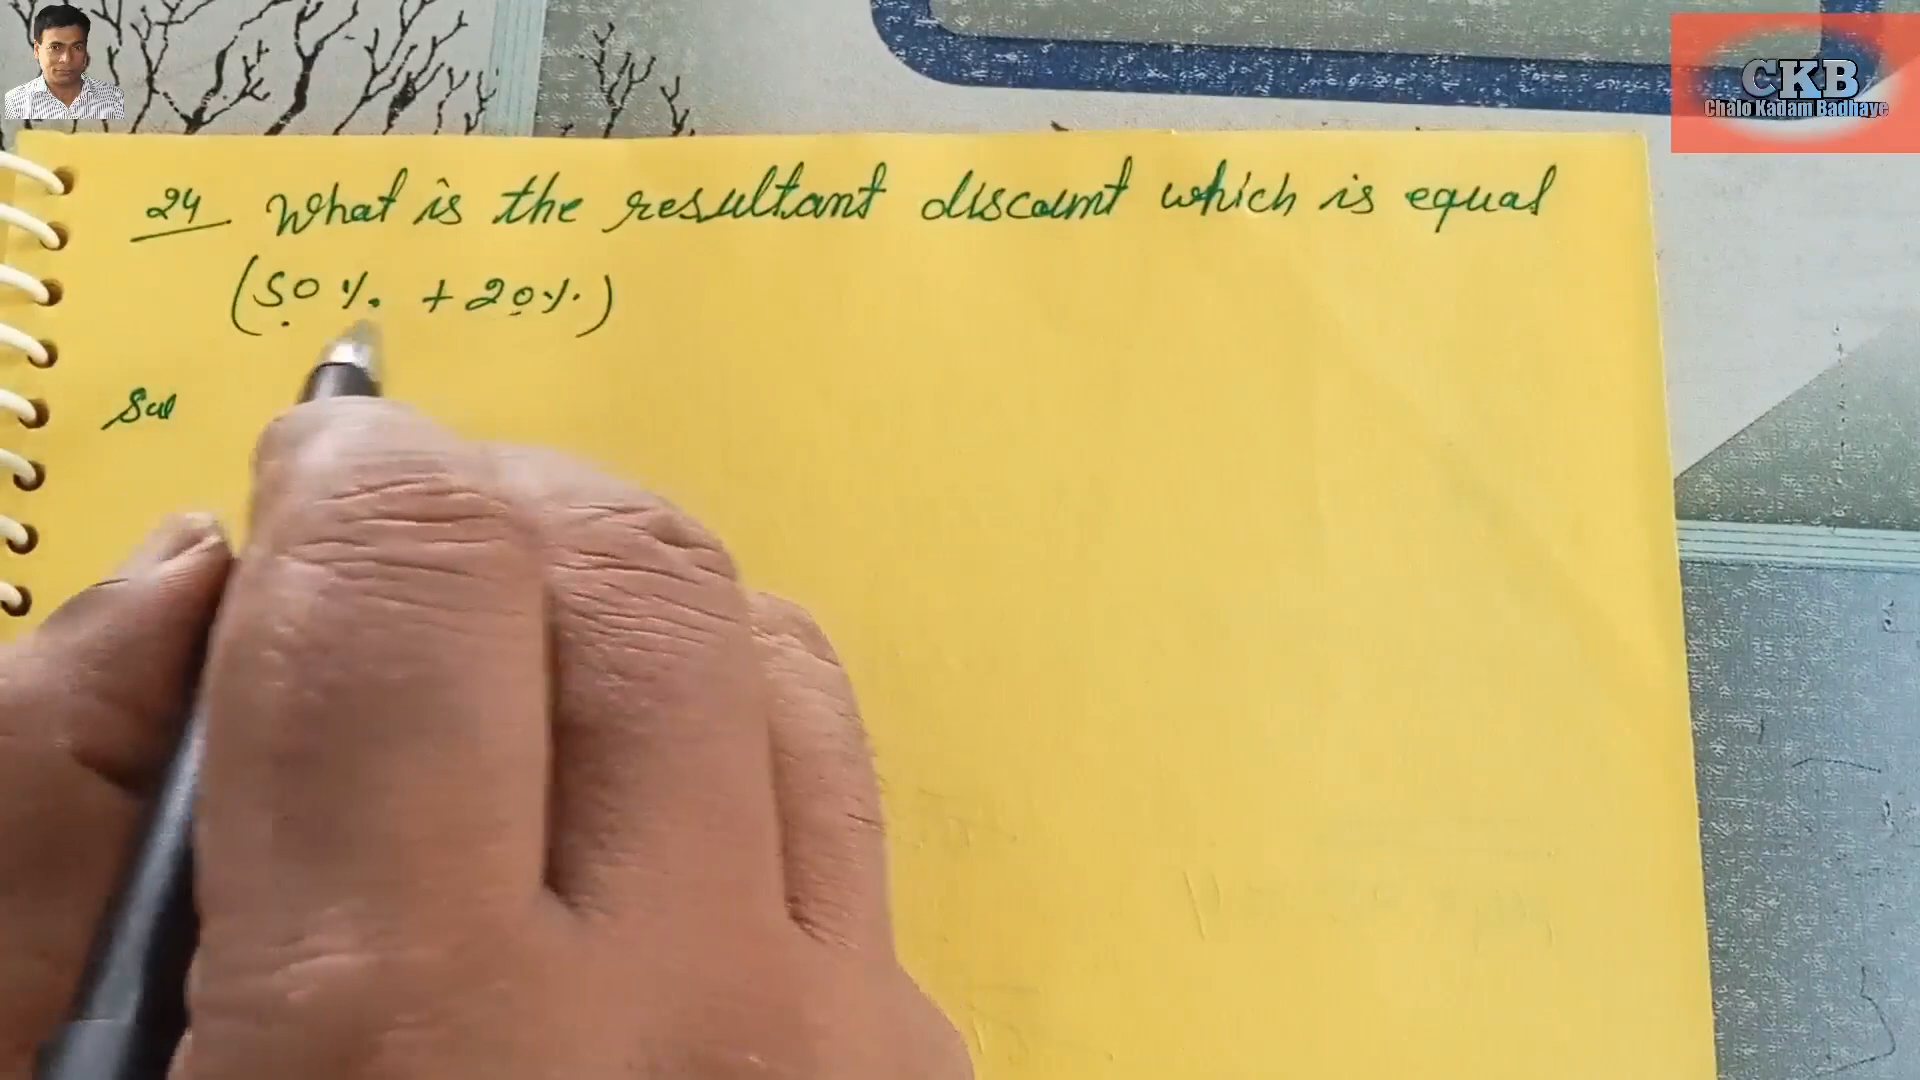 CKB
Chalo Kadam Badhaye
24 What is the resultant discount which is equal
(50% + 20%)
Sol